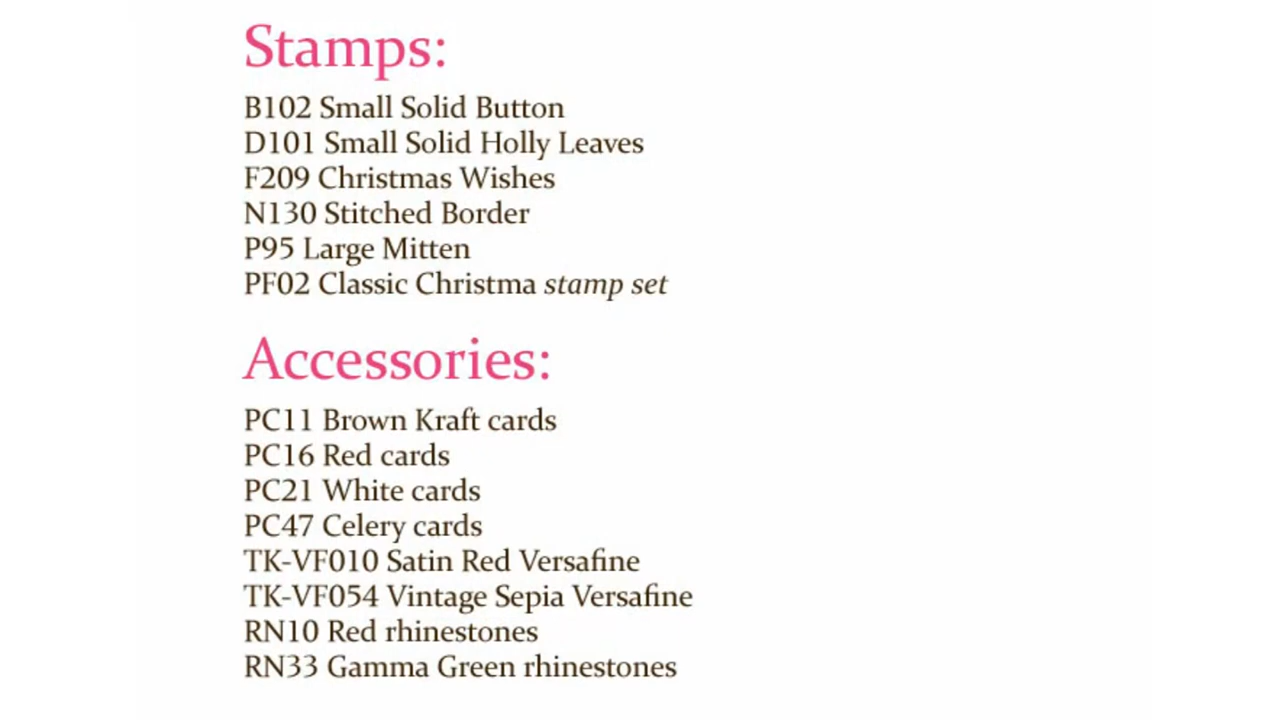 Stamps:
B102 Small Solid Button
D101 Small Solid Holly Leaves
F209 Christmas Wishes
N130 Stitched Border
P95 Large Mitten
PF02 Classic Christma stamp set
Accessories:
PC11 Brown Kraft cards
PC16 Red cards
PC21 White cards
PC47 Celery cards
TK-VF010 Satin Red Versafine
TK-VF054 Vintage Sepia Versafine
RN10 Red rhinestones
RN33 Gamma Green rhinestones